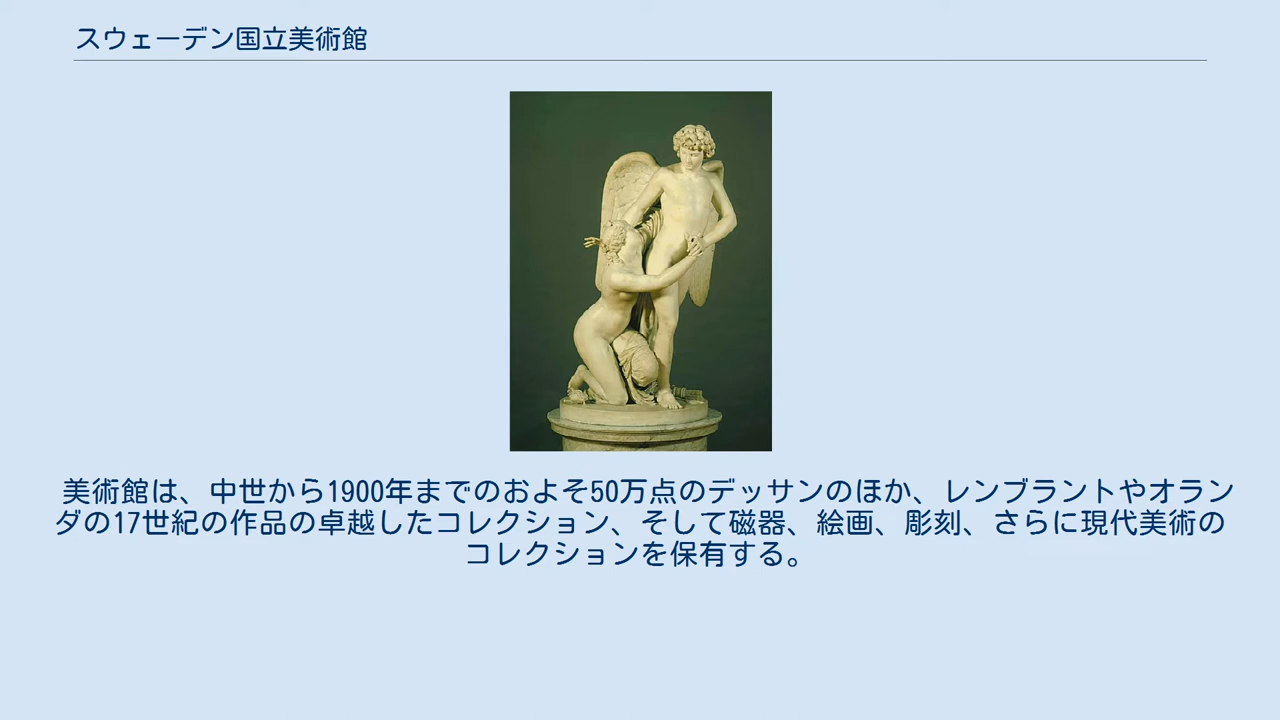 スウェーデン国立美術館
美術館は、中世から1900年までのおよそ50万点のデッサンのほか、レンブラントやオラン
ダの17世紀の作品の卓越したコレクション、そして磁器、絵画、彫刻、さらに現代美術の
コレクションを保有する。